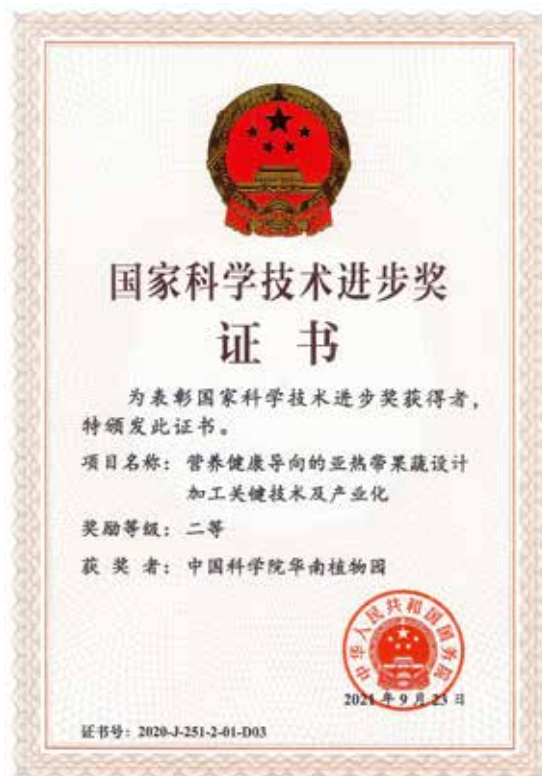 国家科学技术进步奖
证书
为表彰国家科学技术进步奖获得者，
特颁发此证书。
项目名称：营养健康导向的亚热带果蔬设计
加工关键技术及产业化
奖励等级：二等
获奖者：中国科学院华南植物园
中华人民共和国国务院
2021年9月23日
证书号：2020-J-251-2-01-D03